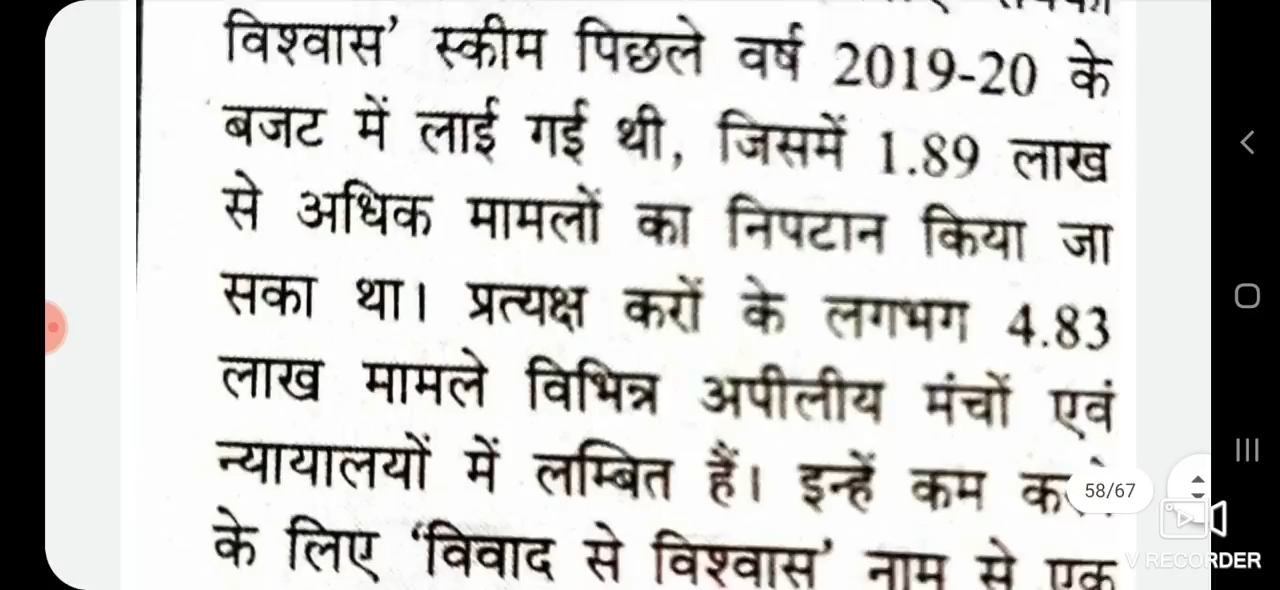 विश्वास’ स्कीम पिछले वर्ष 2019-20 के
बजट में लाई गई थी, जिसमें 1.89 लाख
से अधिक मामलों का निपटान किया जा
सका था। प्रत्यक्ष करों के लगभग 4.83
लाख मामले विभिन्न अपीलीय मंचों एवं
न्यायालयों में लम्बित हैं। इन्हें कम
58/67
के लिए ‘विवाद से विश्वास’ नाम से एक
V RECORDER